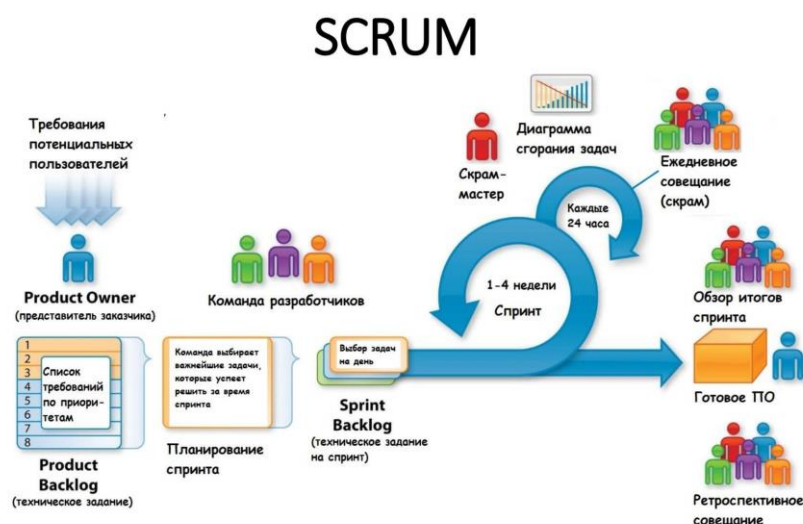 SCRUM
Требования
потенциальных
пользователей
Product Owner
(представитель заказчика)
1
2
3
4
5
6
7
8
Список
требований
по приори-
тетам
Product
Backlog
(техническое задание)
Команда разработчиков
Команда выбирает
важнейшие задачи,
которые успеет
решить за время
спринта
Планирование
спринта
Выбор задач
на день
Sprint
Backlog
(техническое задание
на спринт)
Скрам-
мастер
Диаграмма
сгорания задач
Каждые
24 часа
Ежедневное
совещание
(скрам)
1-4 недели
Спринт
Обзор итогов
спринта
Готовое ПО
Ретроспективное
совещание